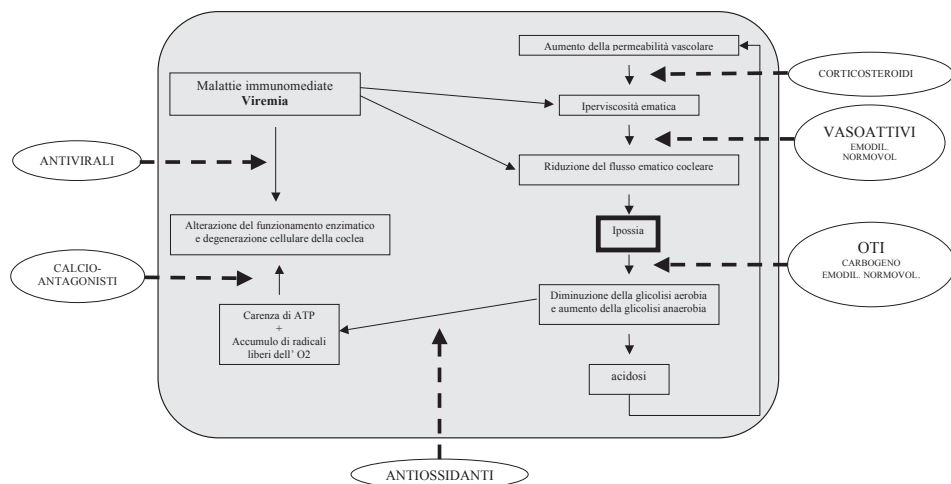 Aumento della permeabilità vascolare
CORTICOSTEROIDI
Malattie immunomediate
Viremia
Iperviscosità ematica
VASOATTIVI
EMODIL.
NORMOVOL
ANTIVIRALI
Riduzione del flusso ematico cocleare
Alterazione del funzionamento enzimatico
e degenerazione cellulare della coclea
Ipossia
OTI
CARBOGENO
EMODIL. NORMOVOL.
CALCIO-
ANTAGONISTI
Diminuzione della glicolisi aerobia
e aumento della glicolisi anaerobia
Carenza di ATP
+
Accumulo di radicali
liberi dell' O2
acidosi
ANTIOSSIDANTI